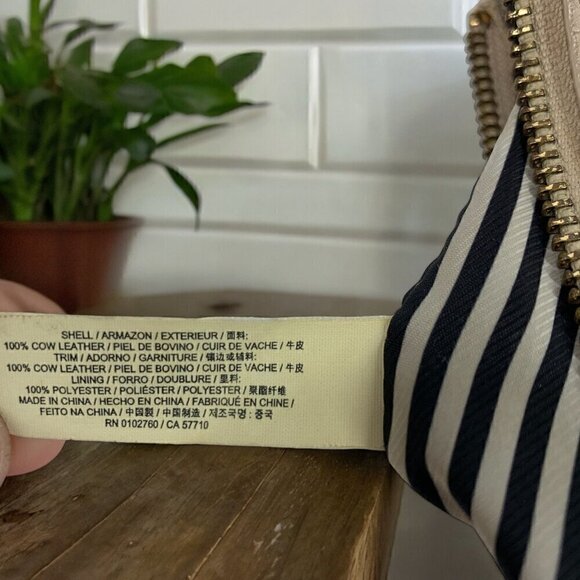 SHELL / ARMAZON / EXTERIEUR / 面料:
100% COW LEATHER / PIEL DE BOVINO / CUIR DE VACHE / 牛皮
TRIM / ADORNO / GARNITURE / 镶边或辅料:
100% COW LEATHER / PIEL DE BOVINO / CUIR DE VACHE / 牛皮
LINING / FORRO / DOUBLURE / 里料:
100% POLYESTER / POLIÉSTER / POLYESTER / 聚酯纤维
MADE IN CHINA / HECHO EN CHINA / FABRIQUÉ EN CHINE /
FEITO NA CHINA / 中国製 / 中国制造 / 제조국명 : 중국
RN 0102760 / CA 57710